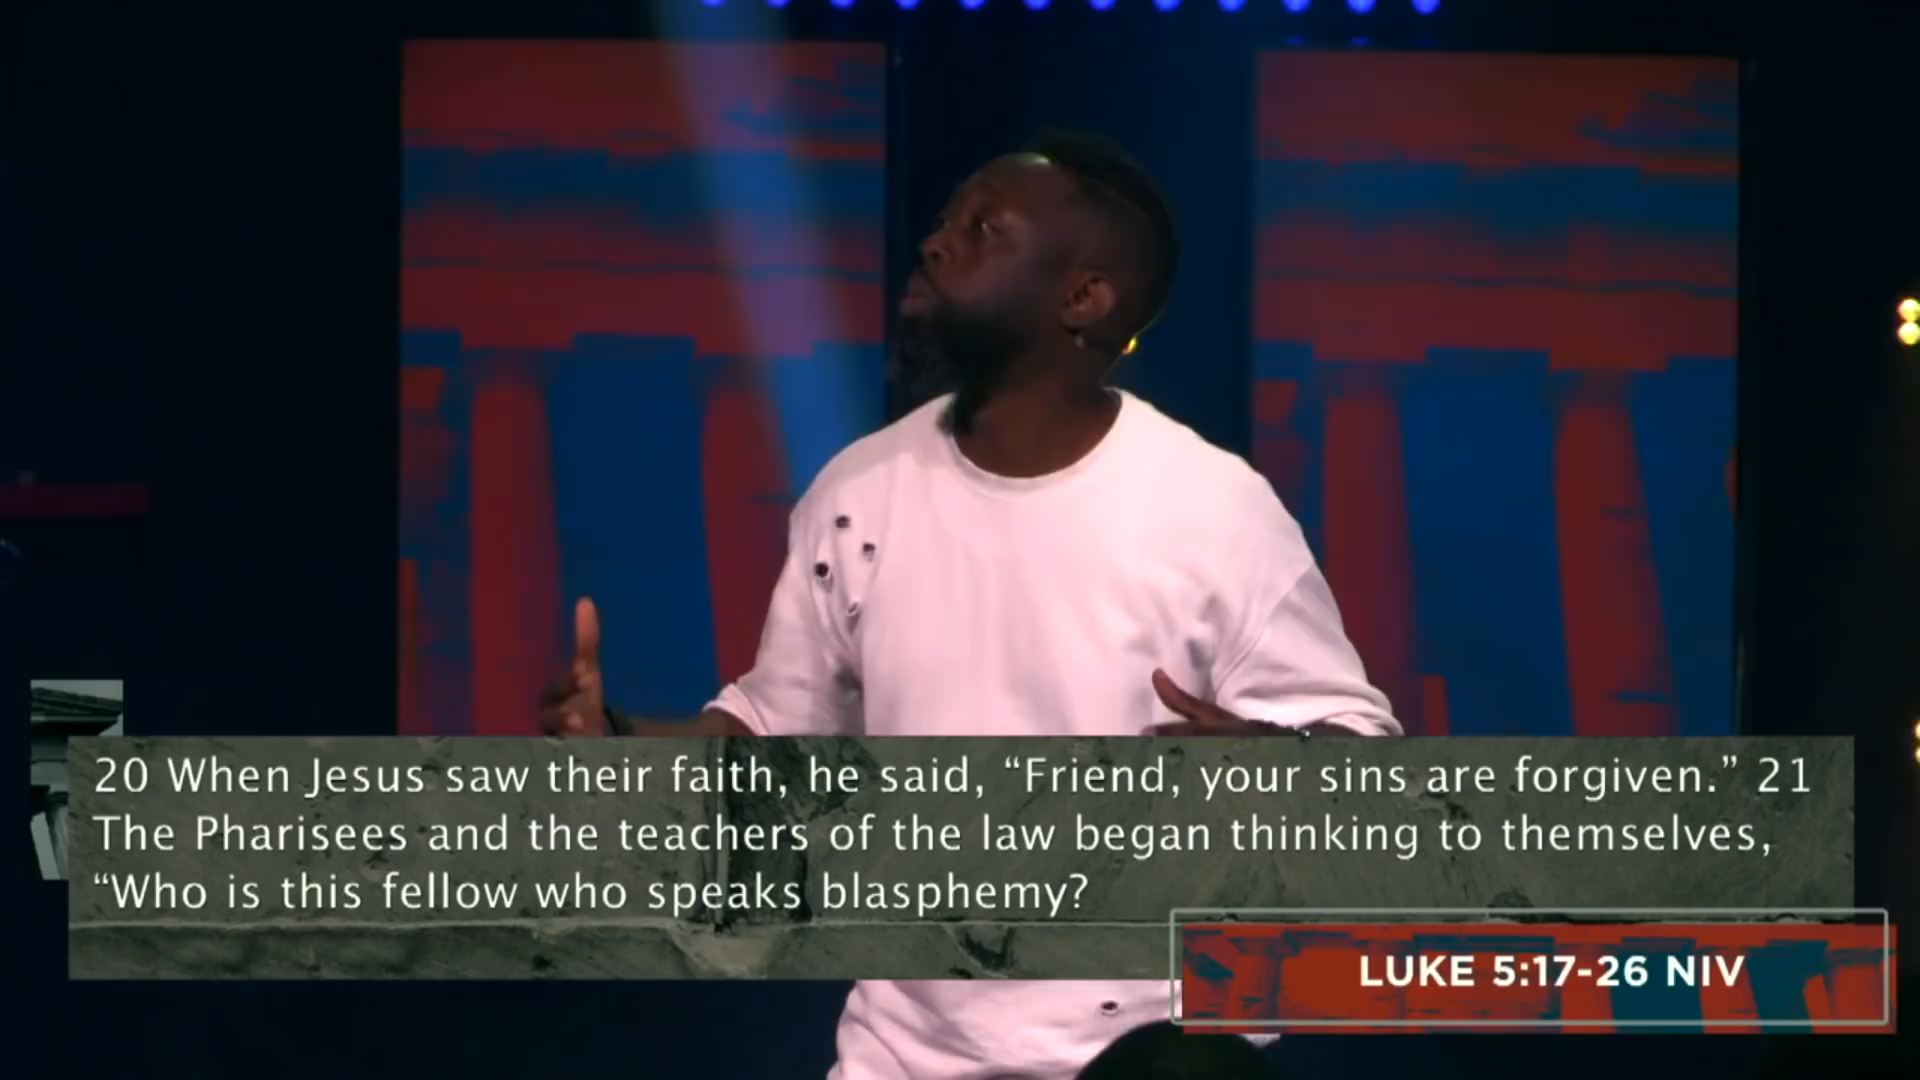 20 When Jesus saw their faith, he said, “Friend, your sins are forgiven.” 21
The Pharisees and the teachers of the law began thinking to themselves,
“Who is this fellow who speaks blasphemy?
LUKE 5:17-26 NIV